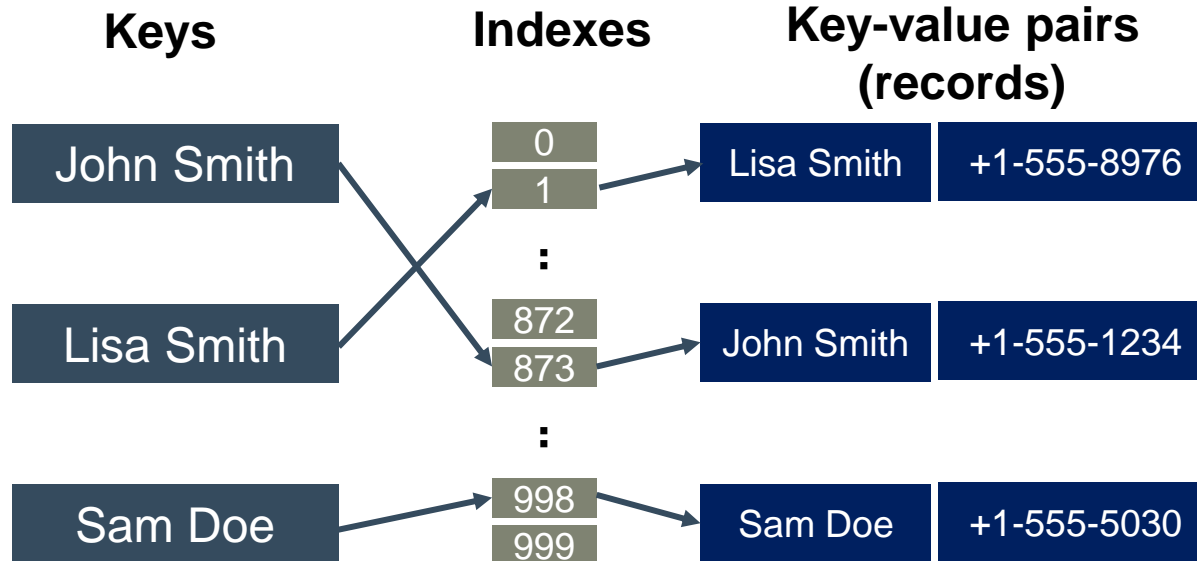 Keys
Indexes
Key-value pairs
(records)
John Smith
0
1
Lisa Smith
+1-555-8976
:
Lisa Smith
872
873
John Smith
+1-555-1234
:
Sam Doe
998
999
Sam Doe
+1-555-5030